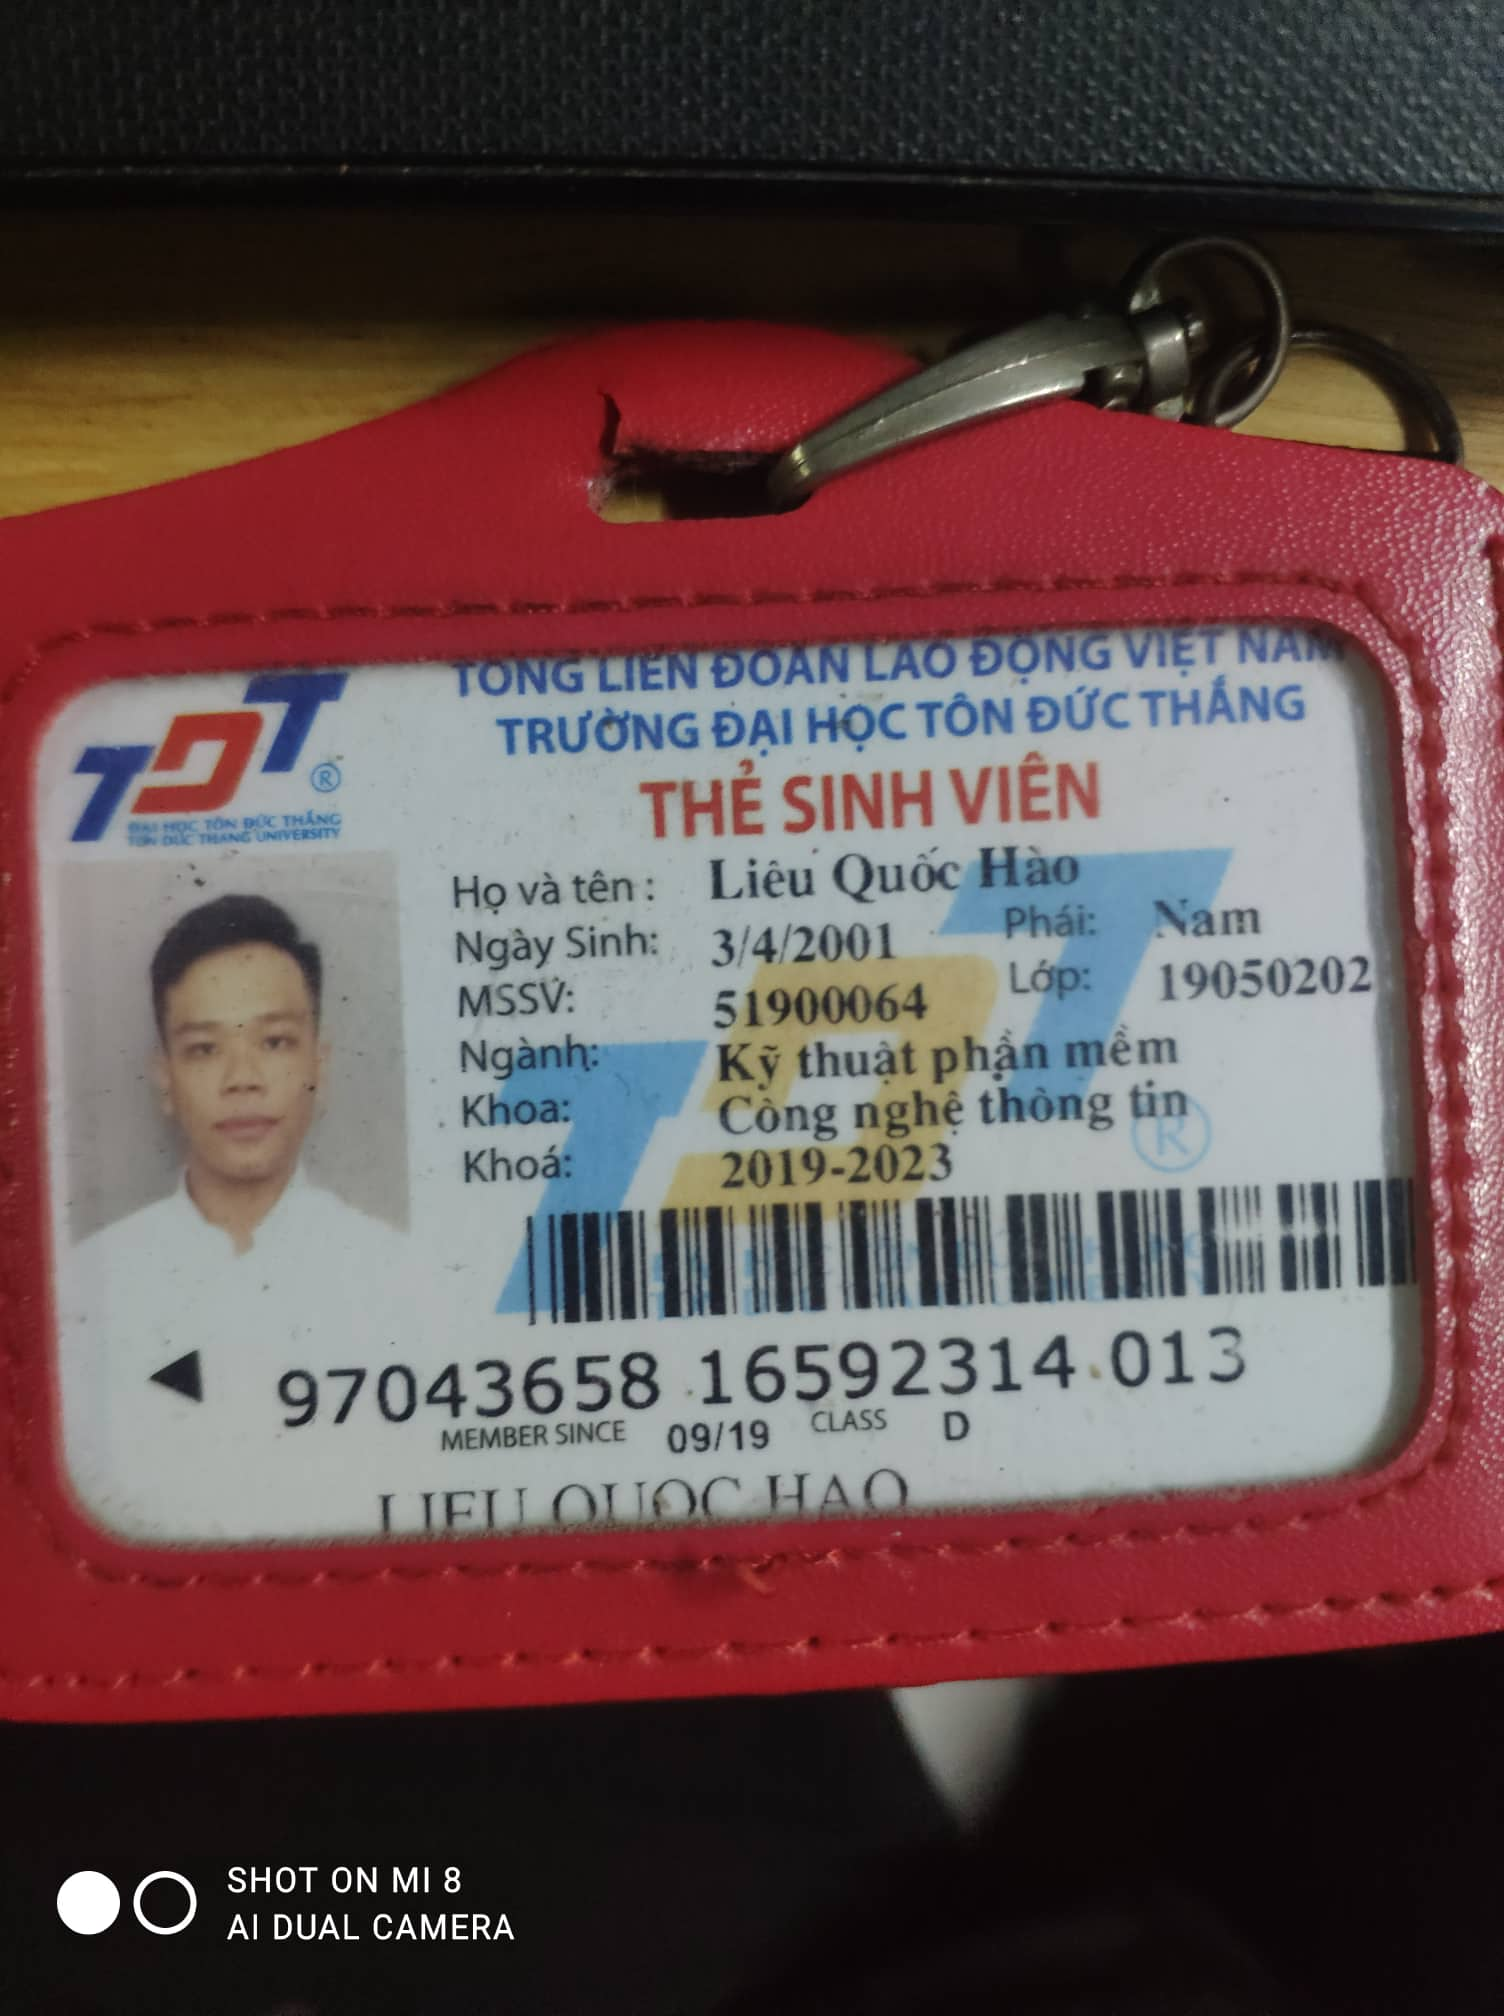 TỔNG LIÊN ĐOÀN LAO ĐỘNG VIỆT NAM
TRƯỜNG ĐẠI HỌC TÔN ĐỨC THẮNG
TDT ®
ĐẠI HỌC TÔN ĐỨC THẮNG
TON DUC THANG UNIVERSITY
THẺ SINH VIÊN
Họ và tên : Liêu Quốc Hào
Ngày Sinh: 3/4/2001 Phái: Nam
MSSV: 51900064 Lớp: 19050202
Ngành: Kỹ thuật phần mềm
Khoa: Công nghệ thông tin
Khoá: 2019-2023
97043658 16592314 013
MEMBER SINCE 09/19 CLASS D
LIEU QUOC HAO
SHOT ON MI 8
AI DUAL CAMERA